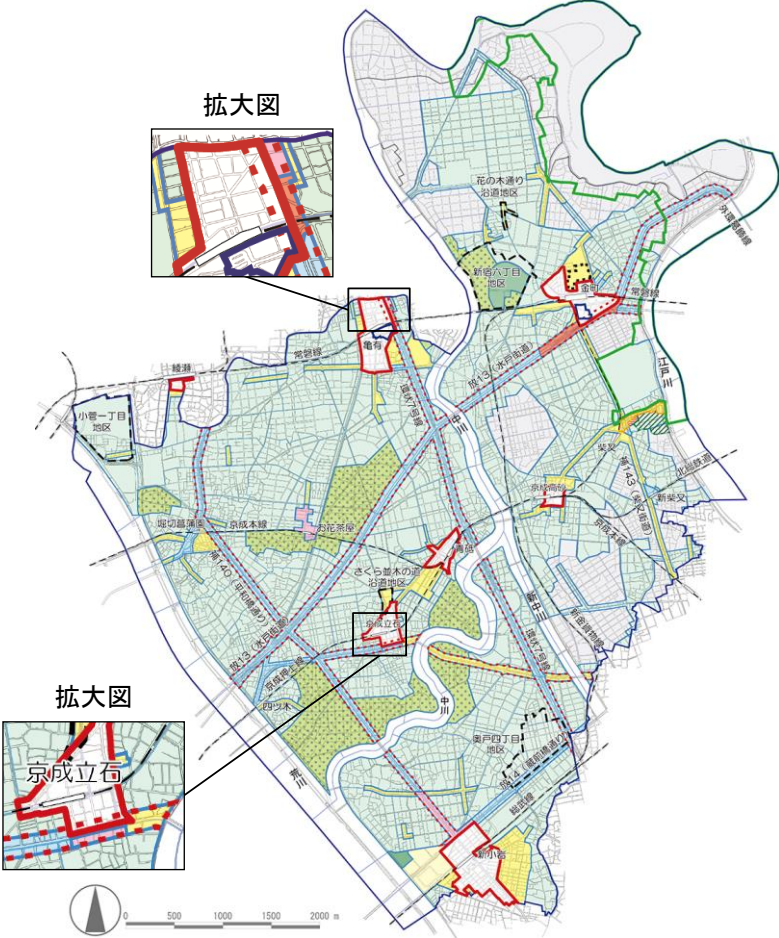 拡大図
花の木通り
沿道地区
外環葛飾線
新宿六丁目
地区
金町
常磐線
亀有
常磐線
綾瀬
環状7号線
放13(水戸街道)
中川
江戸川
小菅一丁目
地区
柴又
北総鉄道
京成高砂
新柴又
補143(柴又街道)
京成本線
堀切菖蒲園
京成本線
お花茶屋
青砥
さくら並木の道
沿道地区
新中川
補140(平和橋通り)
京成立石
新金貨物線
放13(水戸街道)
京成押上線
環状7号線
拡大図
四ツ木
中川
奥戸四丁目
地区
放14(蔵前橋通り)
京成立石
荒川
総武線
新小岩
0 500 1000 1500 2000 m